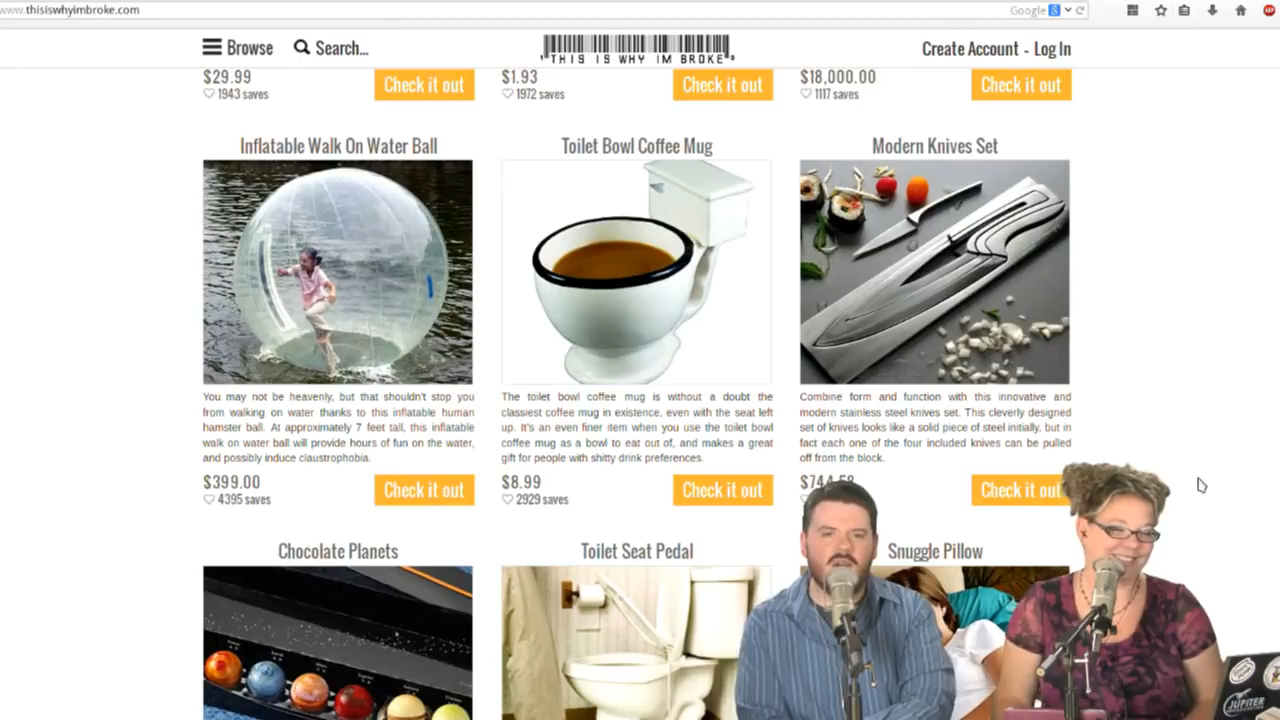 www.thisiswhyimbroke.com
Google
Browse
Search...
THIS IS WHY IM BROKE
Create Account - Log In
$29.99
1943 saves
Check it out
$1.93
1972 saves
Check it out
$18,000.00
1117 saves
Check it out
Inflatable Walk On Water Ball
You may not be heavenly, but that shouldn't stop you
from walking on water thanks to this inflatable human
hamster ball. At approximately 7 feet tall, this inflatable
walk on water ball will provide hours of fun on the water,
and possibly induce claustrophobia.
$399.00
4395 saves
Check it out
Toilet Bowl Coffee Mug
The toilet bowl coffee mug is without a doubt the
classiest coffee mug in existence, even with the seat left
up. It's an even finer item when you use the toilet bowl
coffee mug as a bowl to eat out of, and makes a great
gift for people with shitty drink preferences.
$8.99
2929 saves
Check it out
Modern Knives Set
Combine form and function with this innovative and
modern stainless steel knives set. This cleverly designed
set of knives looks like a solid piece of steel initially, but in
fact each one of the four included knives can be pulled
off from the block.
$744.58
Check it out
Chocolate Planets
Toilet Seat Pedal
Snuggle Pillow
JUPITER